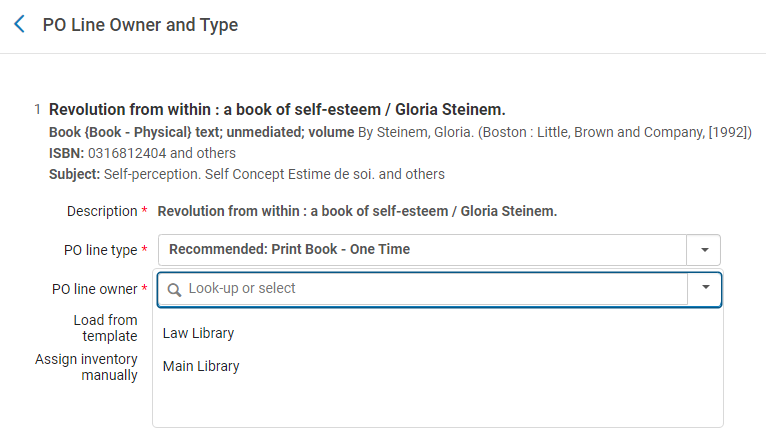 PO Line Owner and Type
1 Revolution from within : a book of self-esteem / Gloria Steinem.
Book {Book - Physical} text; unmediated; volume By Steinem, Gloria. (Boston : Little, Brown and Company, [1992])
ISBN: 0316812404 and others
Subject: Self-perception. Self Concept Estime de soi. and others
Description * Revolution from within : a book of self-esteem / Gloria Steinem.
PO line type * Recommended: Print Book - One Time
PO line owner * Look-up or select
Load from
template
Law Library
Assign inventory
manually
Main Library